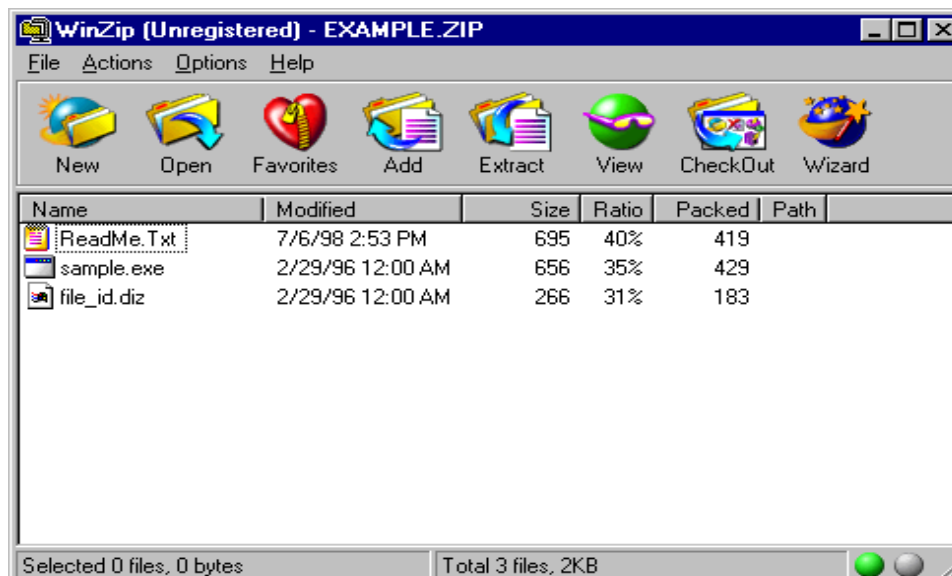 WinZip (Unregistered) - EXAMPLE.ZIP
File Actions Options Help
New Open Favorites Add Extract View CheckOut Wizard
Name Modified Size Ratio Packed Path
ReadMe.Txt 7/6/98 2:53 PM 695 40% 419
sample.exe 2/29/96 12:00 AM 656 35% 429
file_id.diz 2/29/96 12:00 AM 266 31% 183
Selected 0 files, 0 bytes Total 3 files, 2KB